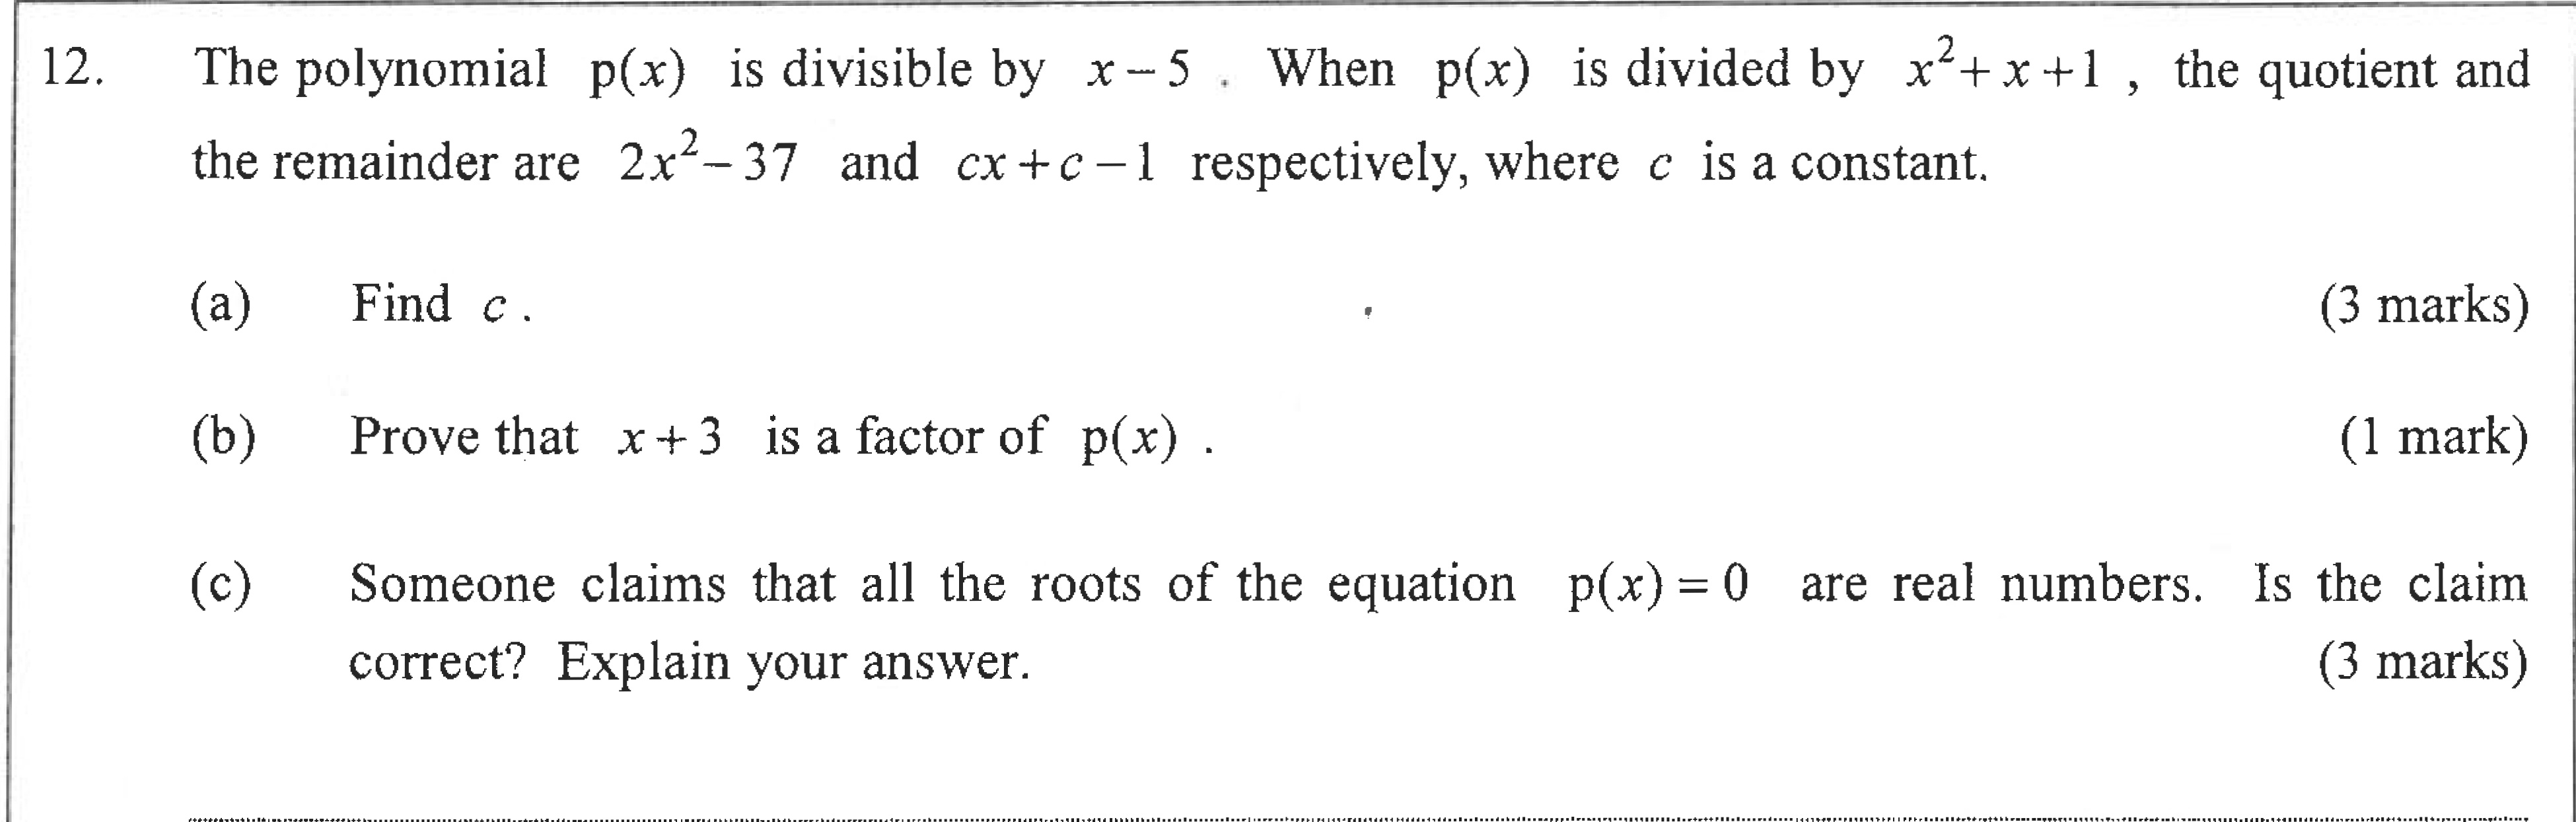 12. The polynomial p(x) is divisible by x − 5 . When p(x) is divided by x² + x + 1 , the quotient and
the remainder are 2x² − 37 and cx + c − 1 respectively, where c is a constant.
(a) Find c . (3 marks)
(b) Prove that x + 3 is a factor of p(x) . (1 mark)
(c) Someone claims that all the roots of the equation p(x) = 0 are real numbers. Is the claim
correct? Explain your answer. (3 marks)